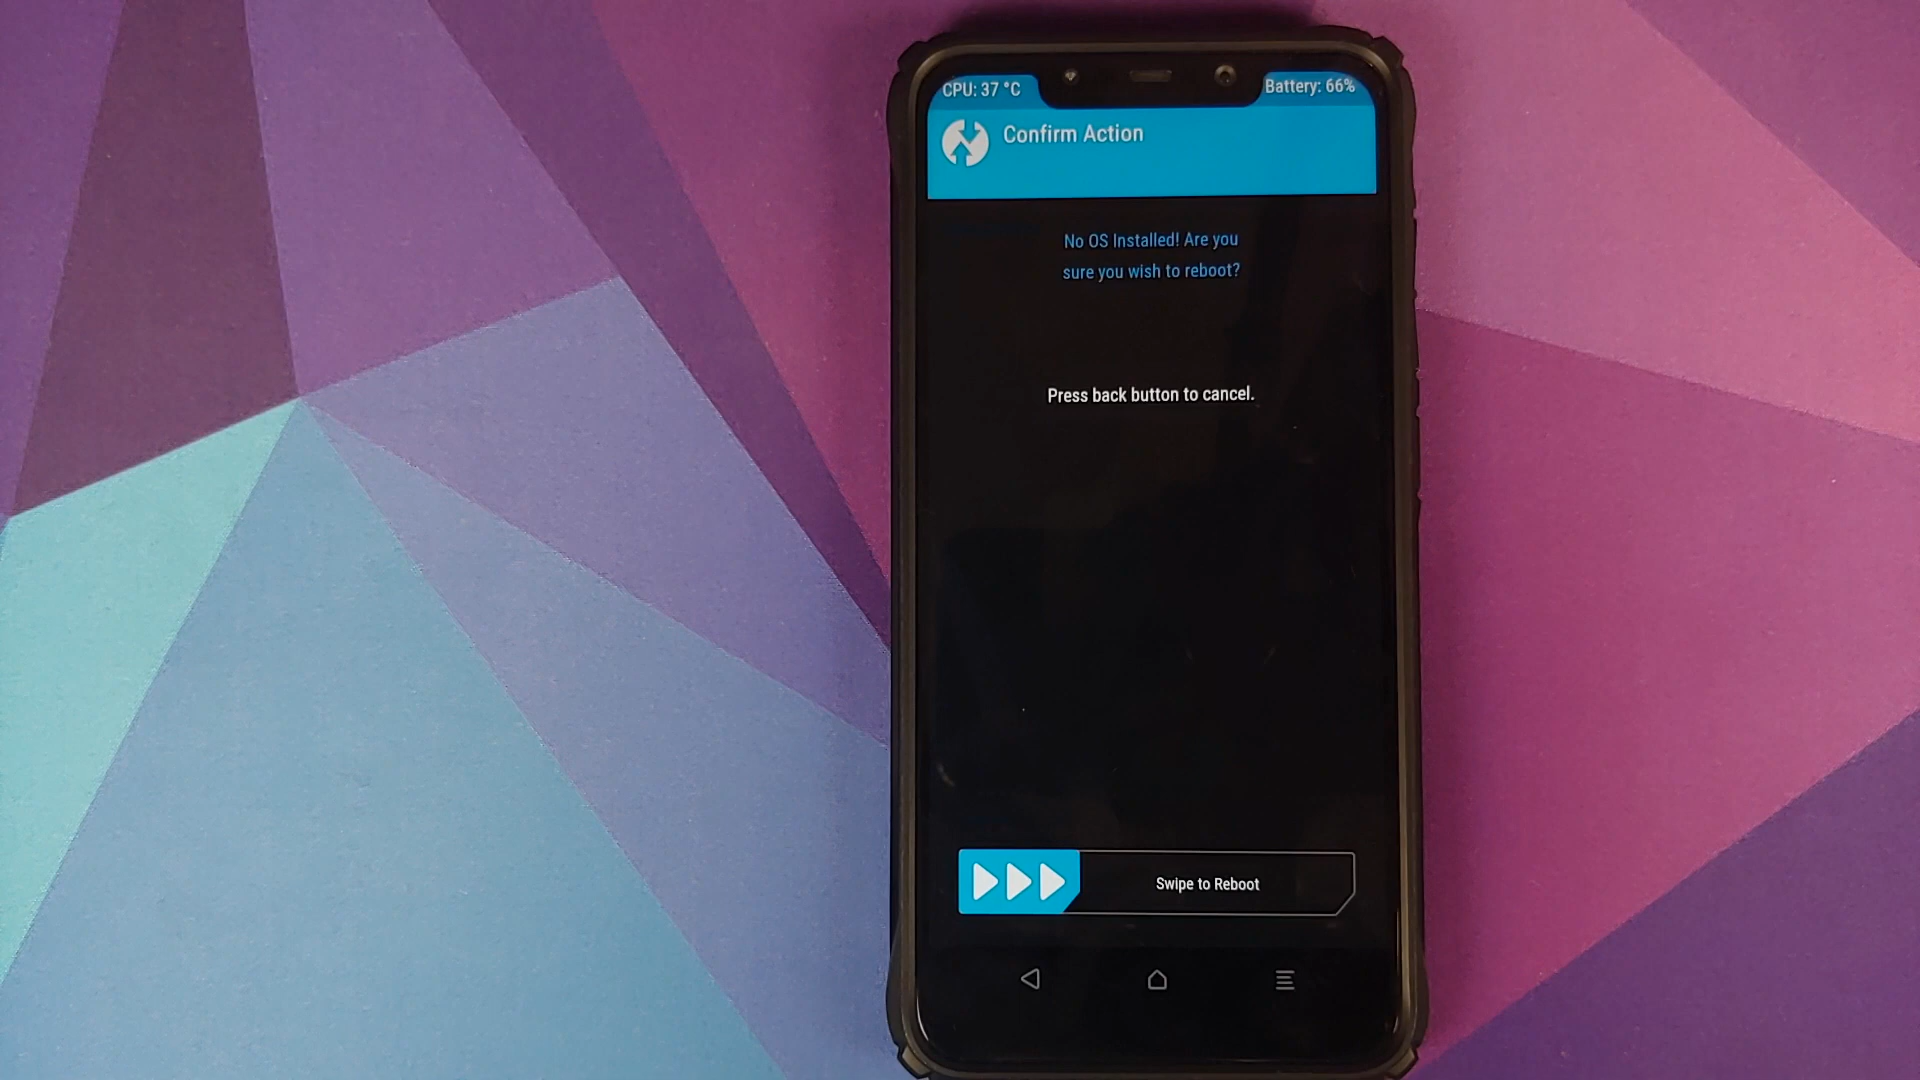 CPU: 37 °C
Battery: 66%
Confirm Action
No OS Installed! Are you
sure you wish to reboot?
Press back button to cancel.
Swipe to Reboot